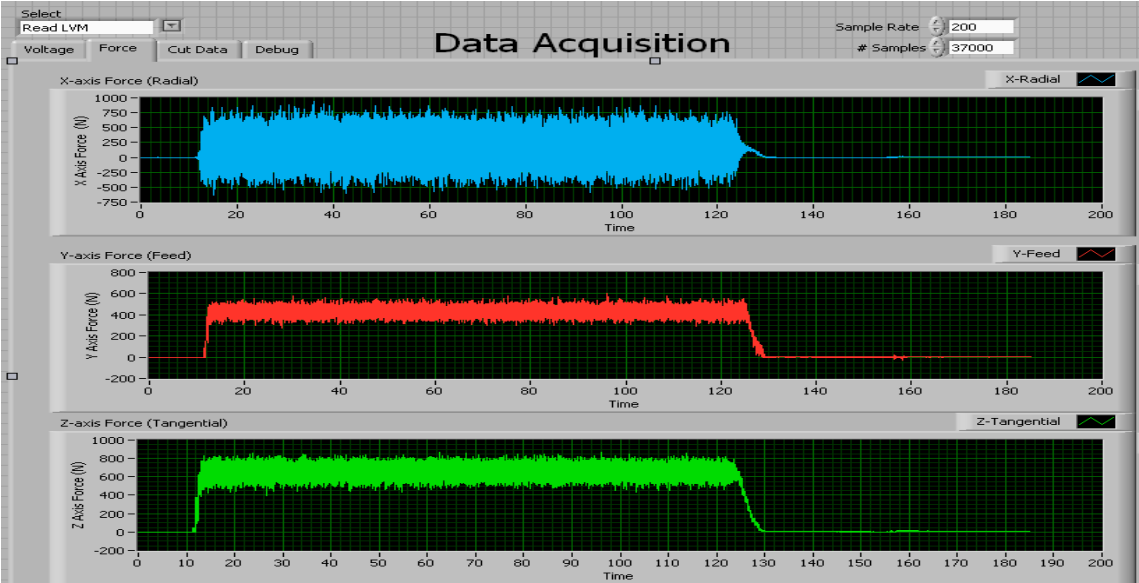 Select
Read LVM
Data Acquisition
Sample Rate 200
# Samples 37000
Voltage Force Cut Data Debug
X-axis Force (Radial)
X-Radial
X Axis Force (N)
1000
750
500
250
0
-250
-500
-750
0 20 40 60 80 100 120 140 160 180 200
Time
Y-axis Force (Feed)
Y-Feed
Y Axis Force (N)
800
600
400
200
0
-200
0 20 40 60 80 100 120 140 160 180 200
Time
Z-axis Force (Tangential)
Z-Tangential
Z Axis Force (N)
1000
800
600
400
200
0
-200
0 10 20 30 40 50 60 70 80 90 100 110 120 130 140 150 160 170 180 190 200
Time